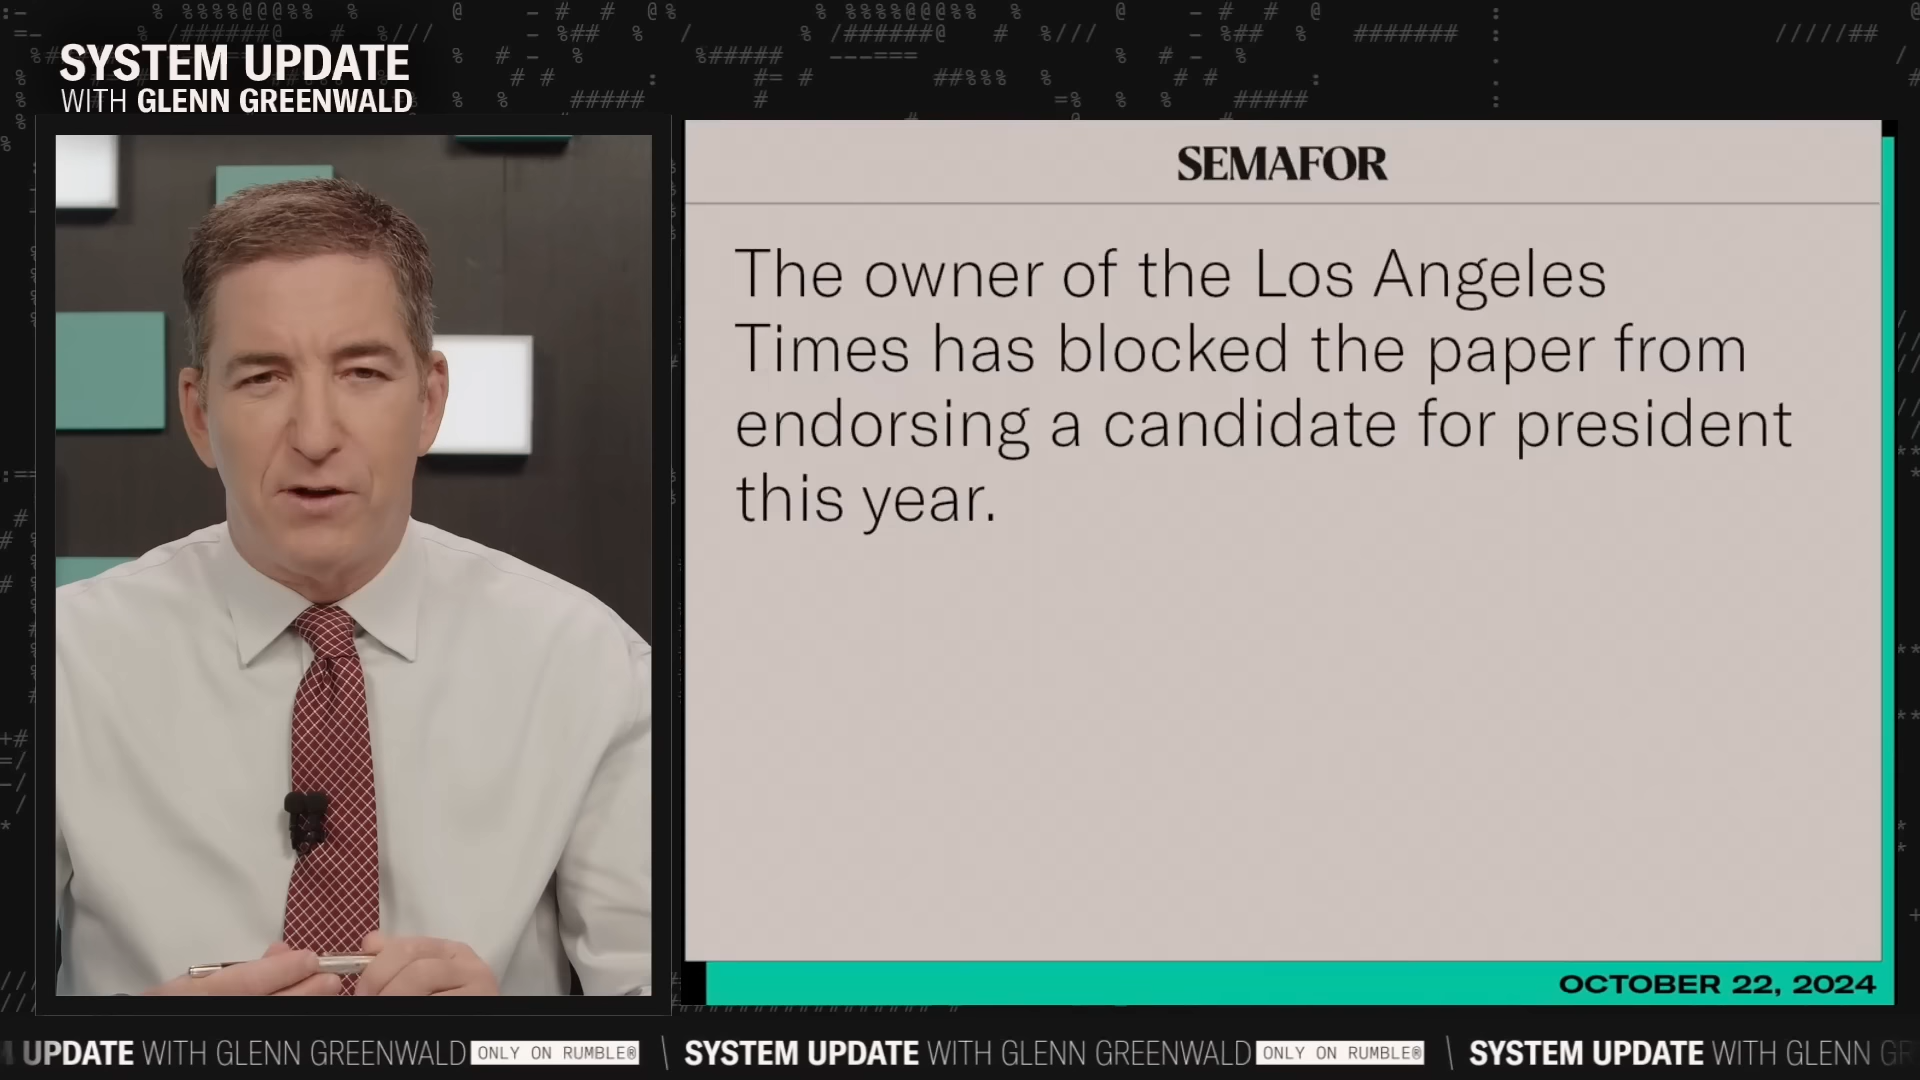 SYSTEM UPDATE
WITH GLENN GREENWALD
SEMAFOR
The owner of the Los Angeles
Times has blocked the paper from
endorsing a candidate for president
this year.
OCTOBER 22, 2024
UPDATE WITH GLENN GREENWALD ONLY ON RUMBLE® \ SYSTEM UPDATE WITH GLENN GREENWALD ONLY ON RUMBLE® \ SYSTEM UPDATE WITH GLENN